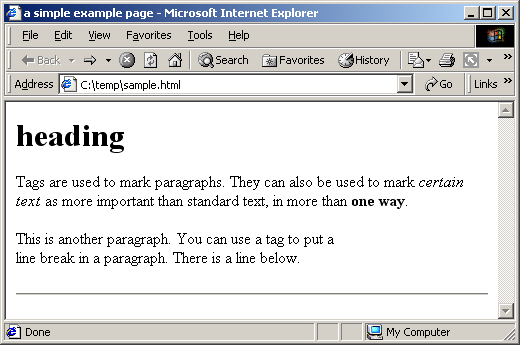 a simple example page - Microsoft Internet Explorer
File Edit View Favorites Tools Help
Back Search Favorites History
Address C:\temp\sample.html Go Links
heading
Tags are used to mark paragraphs. They can also be used to mark certain
text as more important than standard text, in more than one way.
This is another paragraph. You can use a tag to put a
line break in a paragraph. There is a line below.
Done My Computer